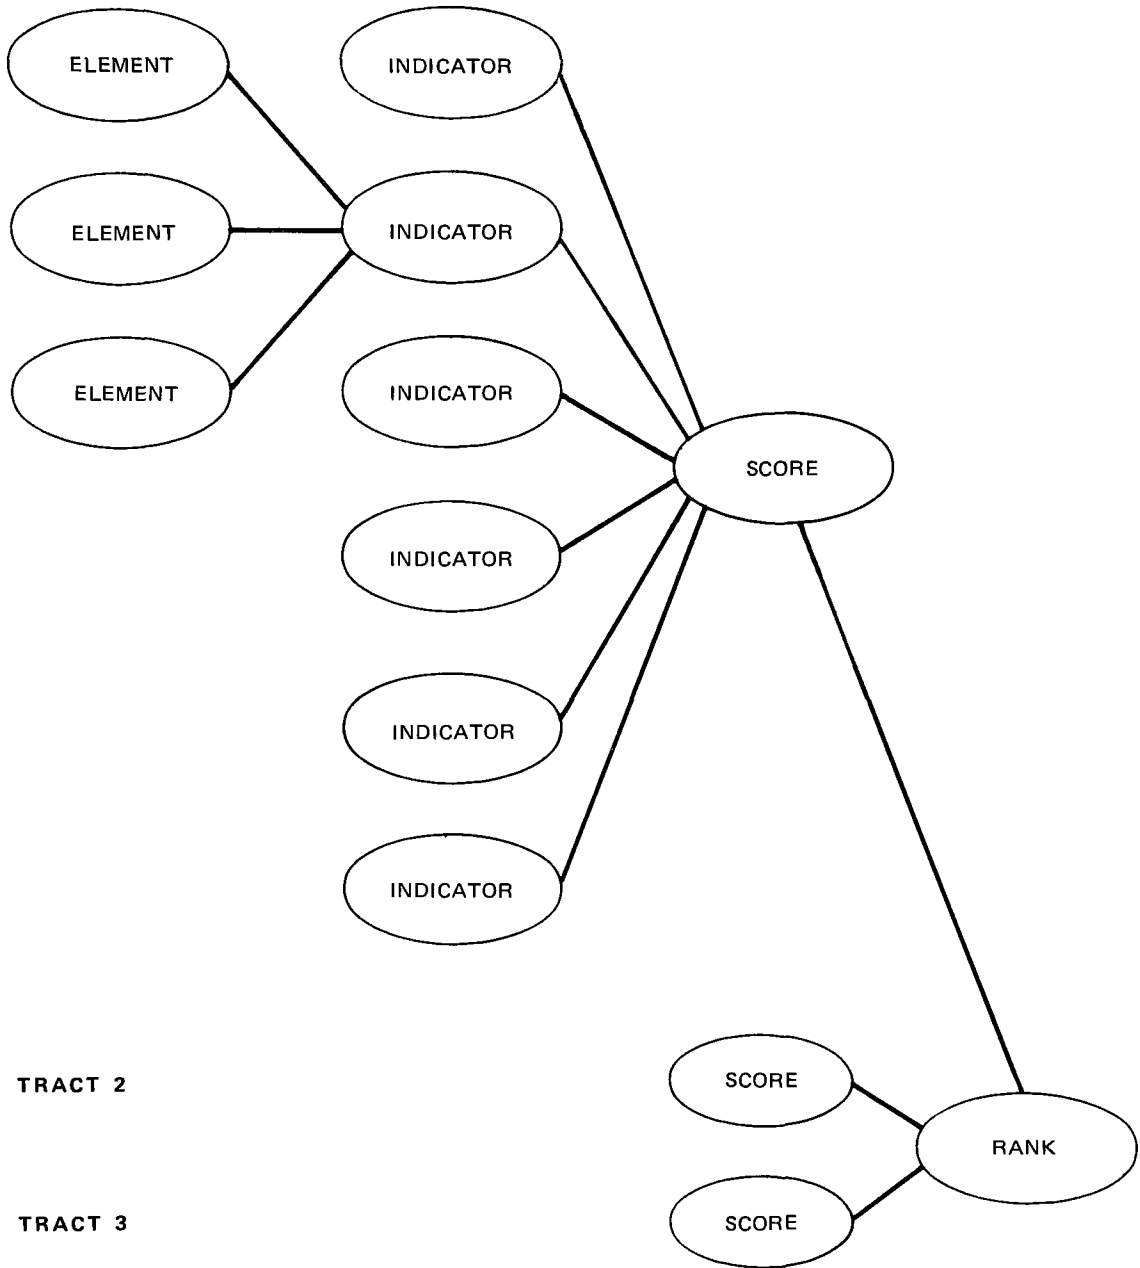 ELEMENT INDICATOR
ELEMENT INDICATOR
ELEMENT INDICATOR
SCORE
INDICATOR
INDICATOR
INDICATOR
TRACT 2 SCORE
RANK
TRACT 3 SCORE